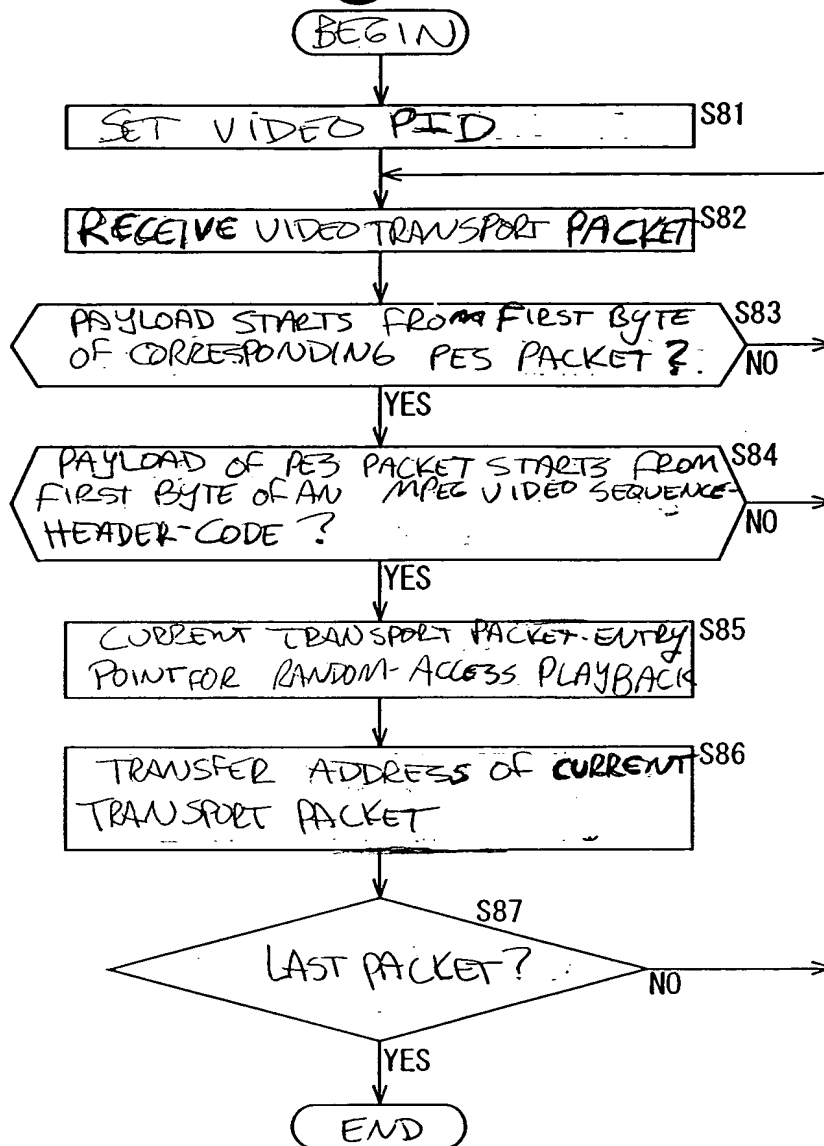 BEGIN
SET VIDEO PID
S81
RECEIVE VIDEO TRANSPORT PACKET
S82
PAYLOAD STARTS FROM FIRST BYTE
OF CORRESPONDING PES PACKET?
S83
NO
YES
PAYLOAD OF PES PACKET STARTS FROM
FIRST BYTE OF AN MPEG VIDEO SEQUENCE-
HEADER-CODE?
S84
NO
YES
CURRENT TRANSPORT PACKET-ENTRY
POINT FOR RANDOM-ACCESS PLAYBACK
S85
TRANSFER ADDRESS OF CURRENT
TRANSPORT PACKET
S86
S87
LAST PACKET?
NO
YES
END